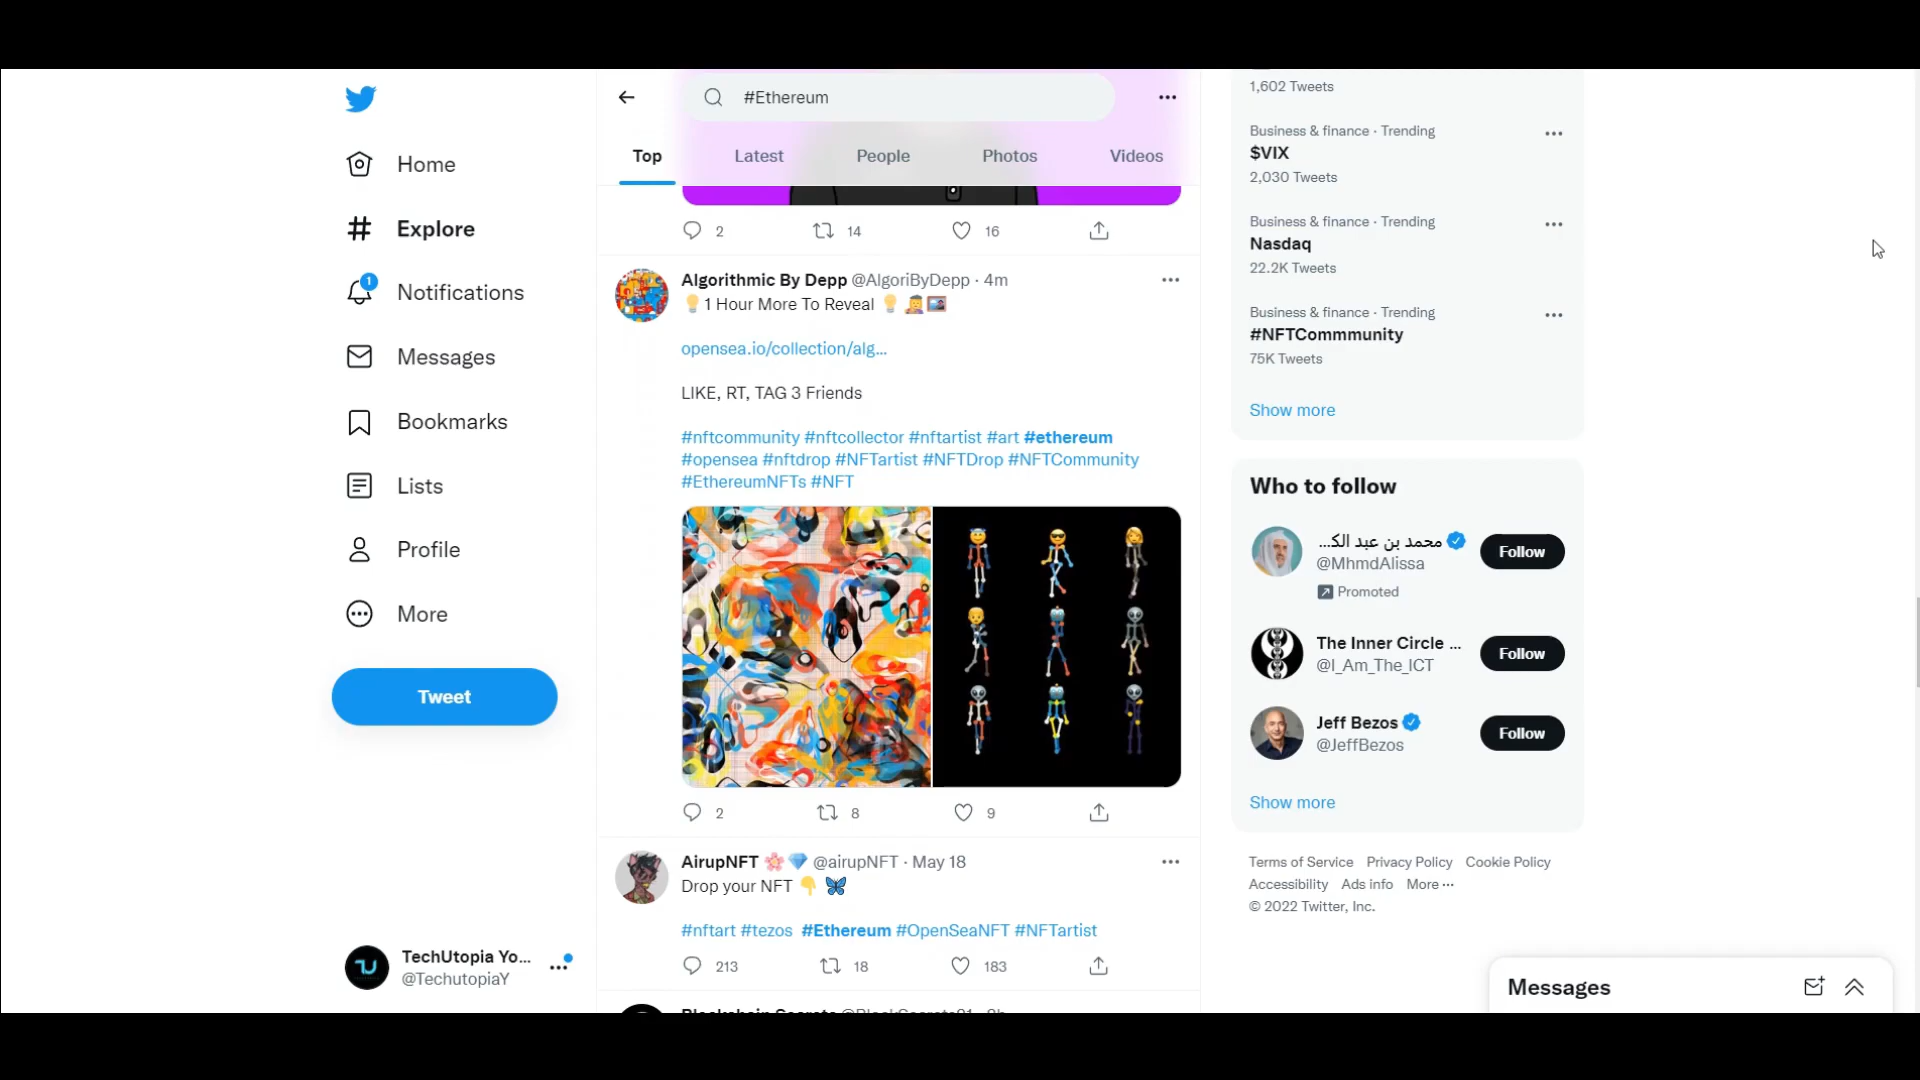 Home
Explore
1
Notifications
Messages
Bookmarks
Lists
Profile
More
Tweet
TechUtopia Yo...
@TechutopiaY
#Ethereum
Top
Latest
People
Photos
Videos
2
14
16
Algorithmic By Depp @AlgoriByDepp · 4m
1 Hour More To Reveal
opensea.io/collection/alg...
LIKE, RT, TAG 3 Friends
#nftcommunity #nftcollector #nftartist #art #ethereum
#opensea #nftdrop #NFTartist #NFTDrop #NFTCommunity
#EthereumNFTs #NFT
2
8
9
AirupNFT @airupNFT · May 18
Drop your NFT
#nftart #tezos #Ethereum #OpenSeaNFT #NFTartist
213
18
183
1,602 Tweets
Business & finance · Trending
$VIX
2,030 Tweets
Business & finance · Trending
Nasdaq
22.2K Tweets
Business & finance · Trending
#NFTCommmunity
75K Tweets
Show more
Who to follow
محمد بن عبد الك...
@MhmdAlissa
Promoted
Follow
The Inner Circle ...
@I_Am_The_ICT
Follow
Jeff Bezos
@JeffBezos
Follow
Show more
Terms of Service Privacy Policy Cookie Policy
Accessibility Ads info More ···
© 2022 Twitter, Inc.
Messages